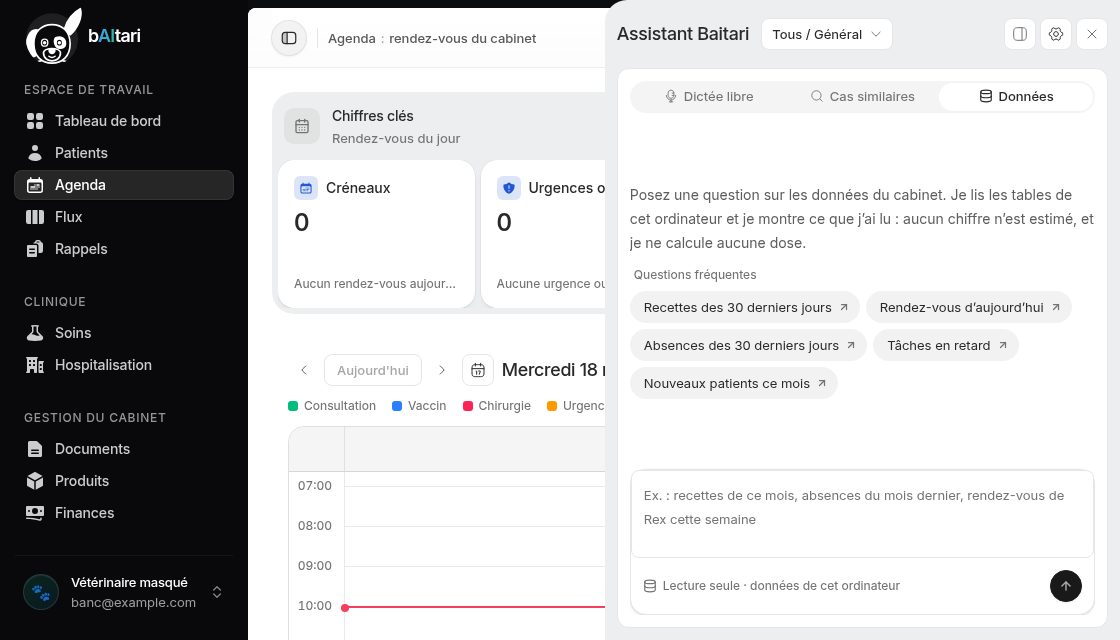 bAItari
ESPACE DE TRAVAIL
Tableau de bord
Patients
Agenda
Flux
Rappels
CLINIQUE
Soins
Hospitalisation
GESTION DU CABINET
Documents
Produits
Finances
Vétérinaire masqué
banc@example.com
Agenda : rendez-vous du cabinet
Chiffres clés
Rendez-vous du jour
Créneaux
0
Aucun rendez-vous aujour...
Urgences o
0
Aucune urgence ou
Aujourd'hui
17
Mercredi 18
Consultation
Vaccin
Chirurgie
Urgenc
07:00
08:00
09:00
10:00
Assistant Baitari
Tous / Général
Dictée libre
Cas similaires
Données
Posez une question sur les données du cabinet. Je lis les tables de
cet ordinateur et je montre ce que j’ai lu : aucun chiffre n’est estimé, et
je ne calcule aucune dose.
Questions fréquentes
Recettes des 30 derniers jours
Rendez-vous d’aujourd’hui
Absences des 30 derniers jours
Tâches en retard
Nouveaux patients ce mois
Ex. : recettes de ce mois, absences du mois dernier, rendez-vous de
Rex cette semaine
Lecture seule · données de cet ordinateur